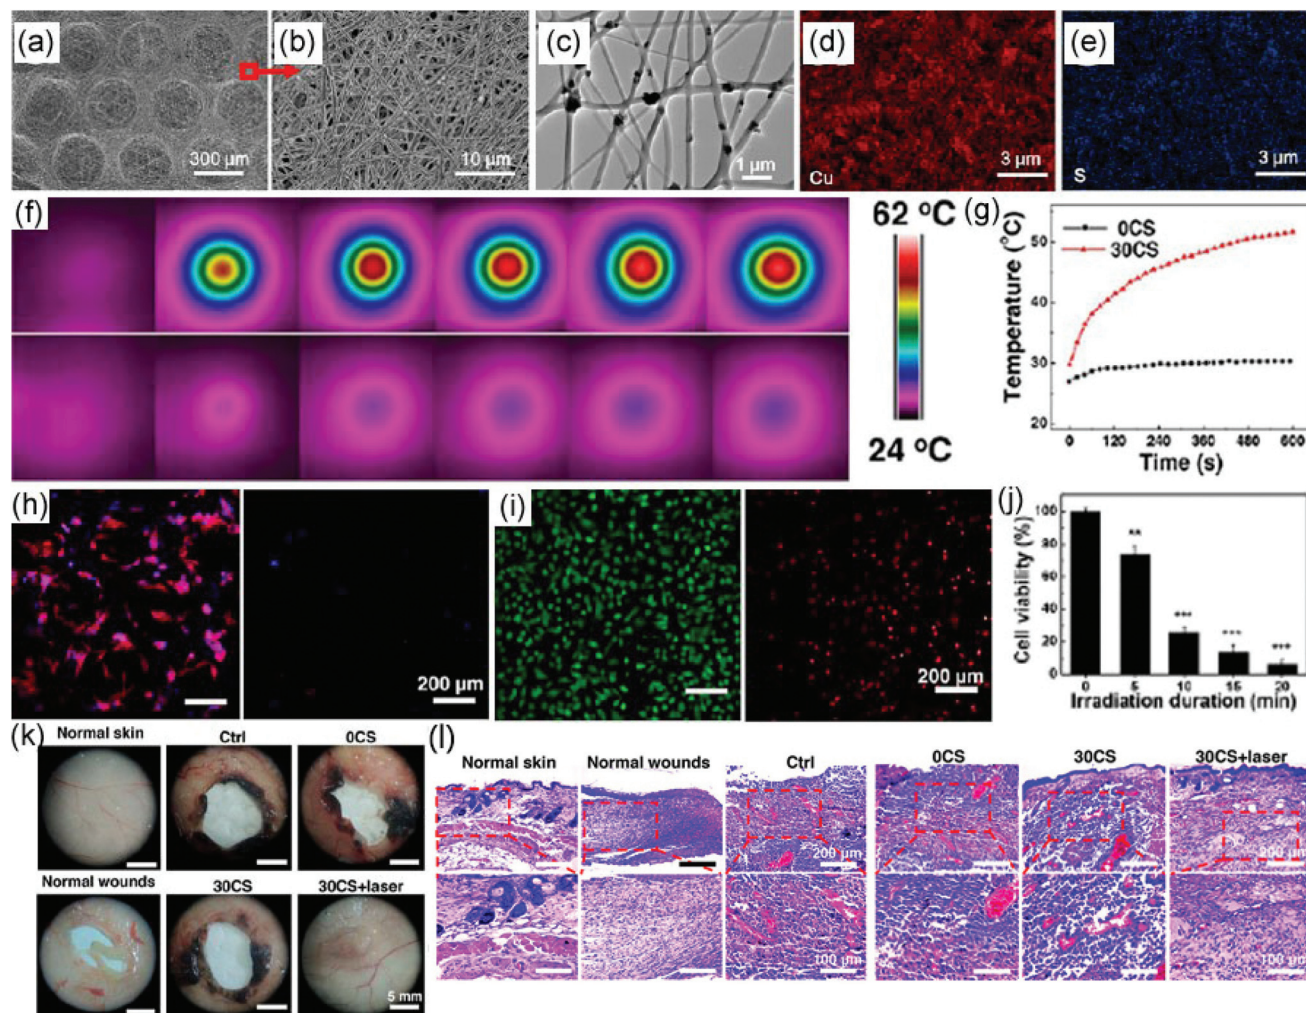 (a)
300 µm
(b)
10 µm
(c)
1 µm
(d)
Cu
3 µm
(e)
S
3 µm
(f)
62 ºC
24 ºC
(g)
0CS
30CS
Temperature (°C)
50
40
30
20
0 120 240 360 480 600
Time (s)
(h)
200 µm
(i)
200 µm
(j)
Cell viability (%)
100
80
60
40
20
0
**
***
***
***
0 5 10 15 20
Irradiation duration (min)
(k)
Normal skin
Ctrl
0CS
Normal wounds
30CS
30CS+laser
5 mm
(l)
Normal skin
Normal wounds
Ctrl
0CS
30CS
30CS+laser
200 µm
200 µm
100 µm
100 µm